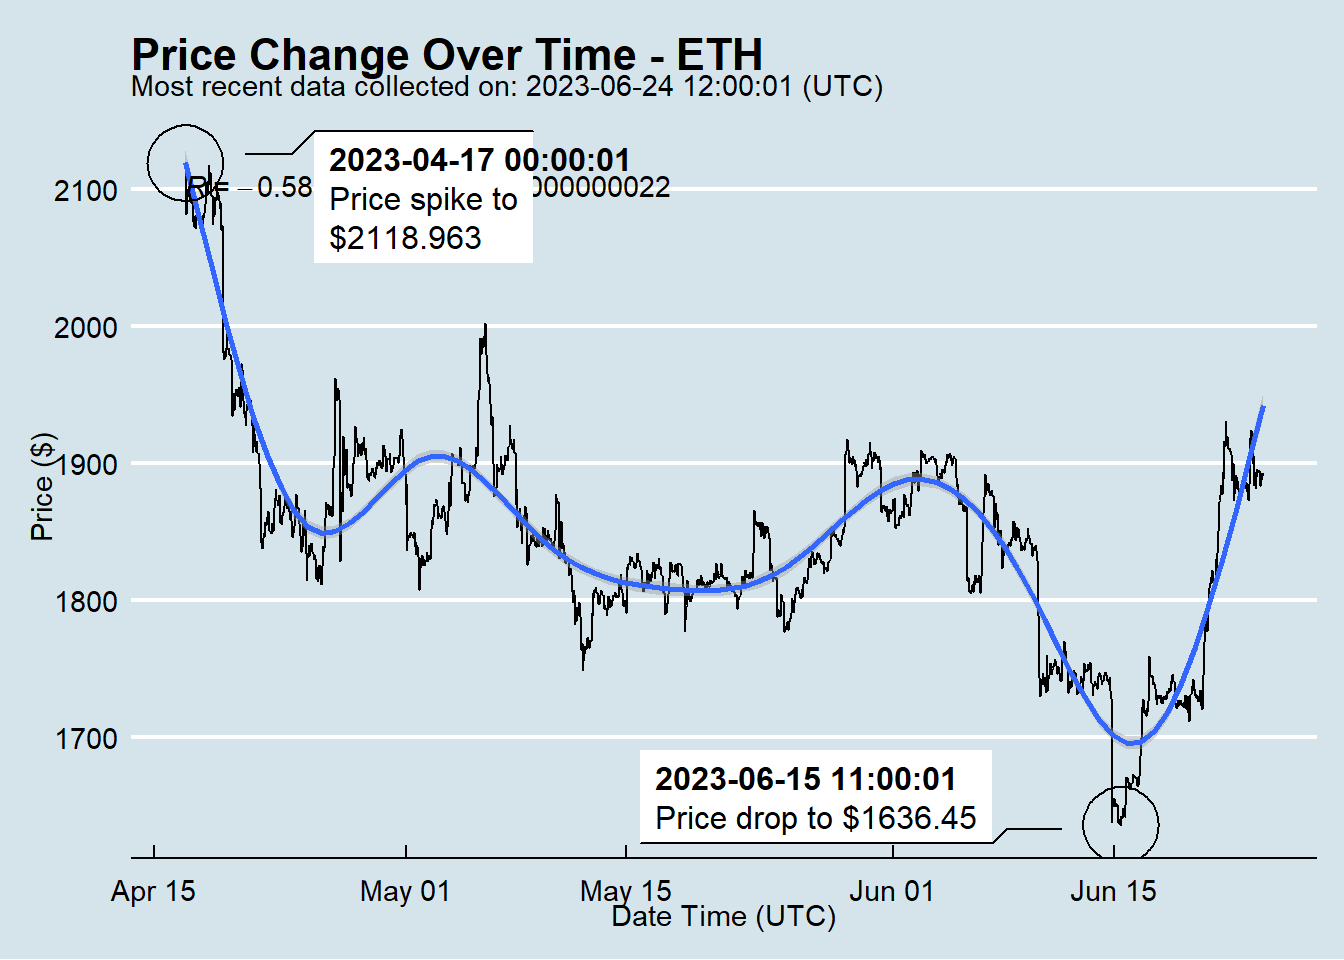 Price Change Over Time - ETH
Most recent data collected on: 2023-06-24 12:00:01 (UTC)
2023-04-17 00:00:01
Price spike to
$2118.963
R = −0.58
000000022
2100
2000
1900
1800
1700
Price ($)
2023-06-15 11:00:01
Price drop to $1636.45
Apr 15
May 01
May 15
Jun 01
Jun 15
Date Time (UTC)